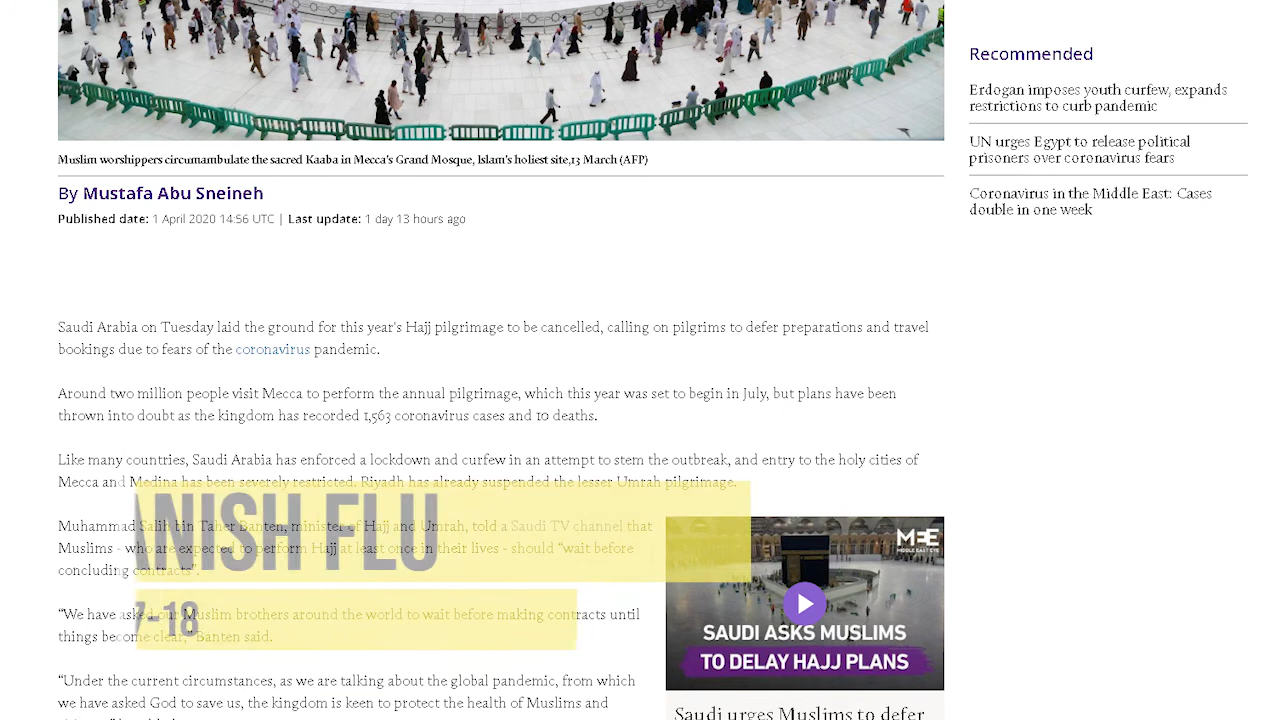 Recommended
Erdogan imposes youth curfew, expands
restrictions to curb pandemic
UN urges Egypt to release political
prisoners over coronavirus fears
Coronavirus in the Middle East: Cases
double in one week
Muslim worshippers circumambulate the sacred Kaaba in Mecca's Grand Mosque, Islam's holiest site,13 March (AFP)
By Mustafa Abu Sneineh
Published date: 1 April 2020 14:56 UTC | Last update: 1 day 13 hours ago
Saudi Arabia on Tuesday laid the ground for this year's Hajj pilgrimage to be cancelled, calling on pilgrims to defer preparations and travel
bookings due to fears of the coronavirus pandemic.
Around two million people visit Mecca to perform the annual pilgrimage, which this year was set to begin in July, but plans have been
thrown into doubt as the kingdom has recorded 1,563 coronavirus cases and 10 deaths.
Like many countries, Saudi Arabia has enforced a lockdown and curfew in an attempt to stem the outbreak, and entry to the holy cities of
Mecca and Medina has been severely restricted. Riyadh has already suspended the lesser Umrah pilgrimage.
ANISH FLU
7-18
Muhammad Salih bin Taher Banten, minister of Hajj and Umrah, told a Saudi TV channel that
Muslims - who are expected to perform Hajj at least once in their lives - should "wait before
concluding contracts".
"We have asked our Muslim brothers around the world to wait before making contracts until
things become clear," Banten said.
"Under the current circumstances, as we are talking about the global pandemic, from which
we have asked God to save us, the kingdom is keen to protect the health of Muslims and
MEE
MIDDLE EAST EYE
SAUDI ASKS MUSLIMS
TO DELAY HAJJ PLANS
Saudi urges Muslims to defer